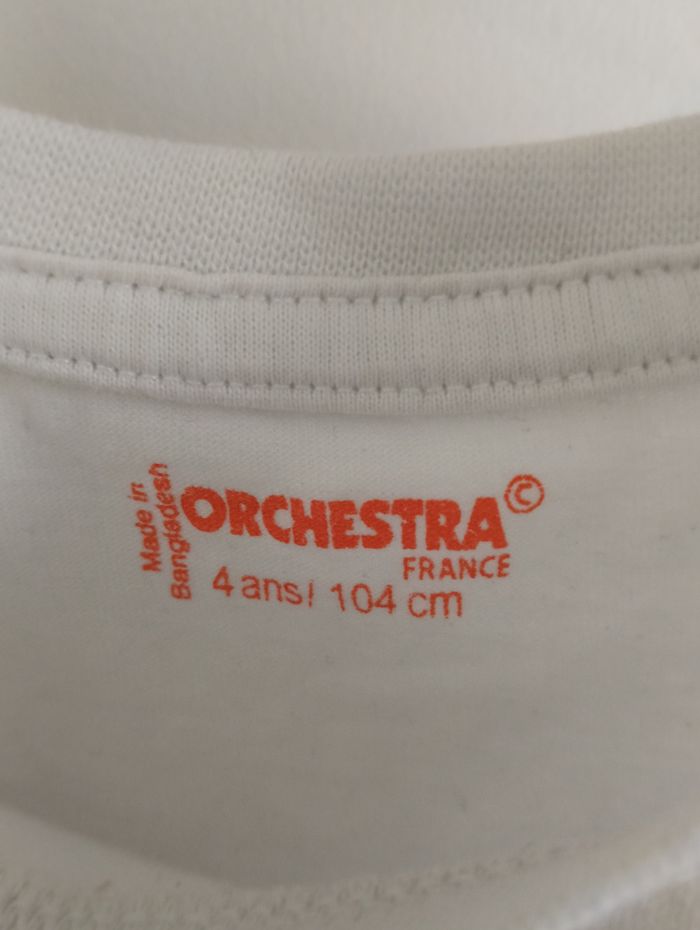 Made in
Bangladesh
ORCHESTRA ©
FRANCE
4 ans/ 104 cm